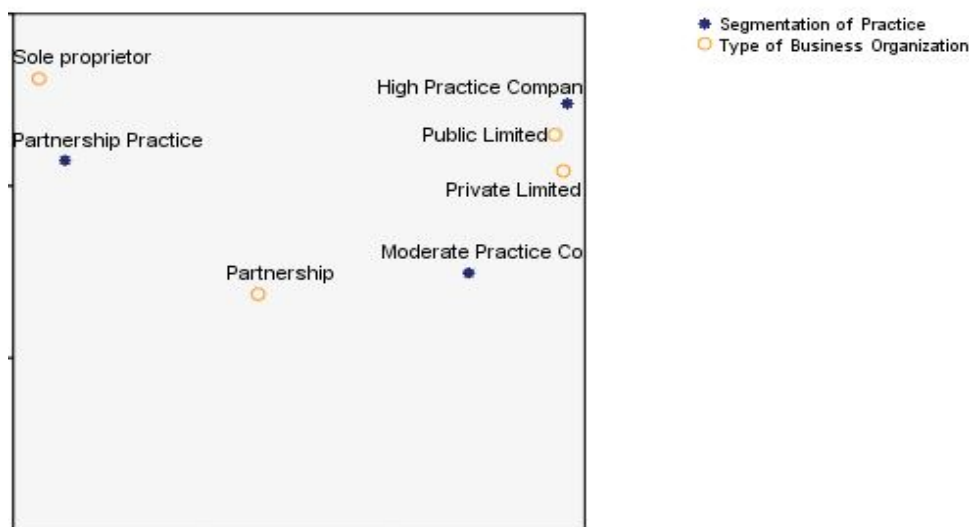 Segmentation of Practice
Type of Business Organization
Sole proprietor
High Practice Compan
Public Limited
Partnership Practice
Private Limited
Moderate Practice Co
Partnership